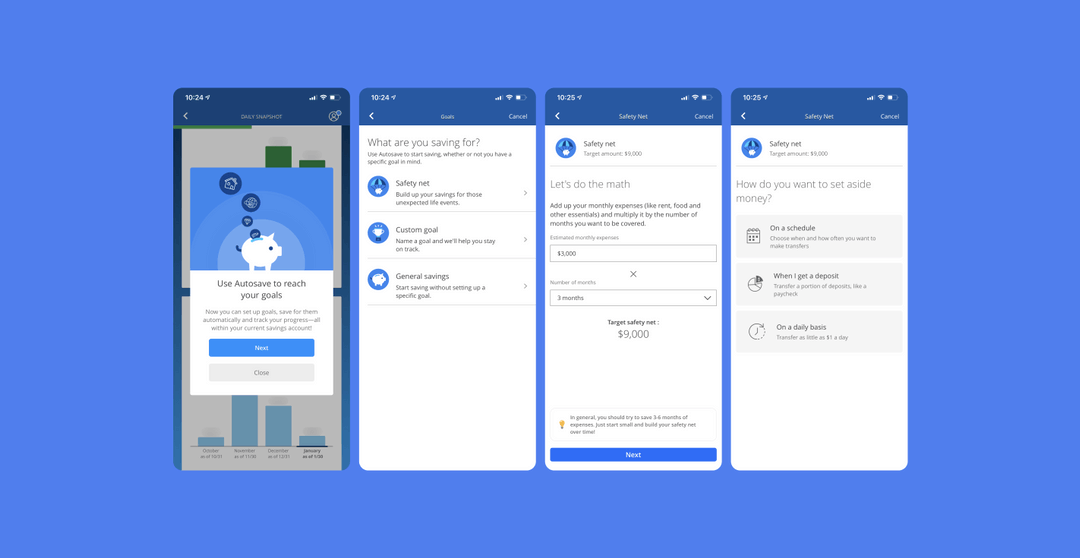 10:24
DAILY SNAPSHOT
Use Autosave to reach
your goals
Now you can set up goals, save for them
automatically and track your progress—all
within your current savings account!
Next
Close
October
as of 10/31
November
as of 11/30
December
as of 12/31
January
as of 1/30
10:24
Goals
Cancel
What are you saving for?
Use Autosave to start saving, whether or not you have a
specific goal in mind.
Safety net
Build up your savings for those
unexpected life events.
Custom goal
Name a goal and we'll help you stay
on track.
General savings
Start saving without setting up a
specific goal.
10:25
Safety Net
Cancel
Safety net
Target amount: $9,000
Let's do the math
Add up your monthly expenses (like rent, food and
other essentials) and multiply it by the number of
months you want to be covered.
Estimated monthly expenses
$3,000
Number of months
3 months
Target safety net :
$9,000
In general, you should try to save 3-6 months of
expenses. Just start small and build your safety net
over time!
Next
10:25
Safety Net
Cancel
Safety net
Target amount: $9,000
How do you want to set aside
money?
On a schedule
Choose when and how often you want to
make transfers
When I get a deposit
Transfer a portion of deposits, like a
paycheck
On a daily basis
Transfer as little as $1 a day